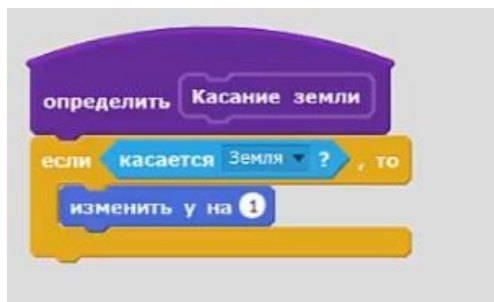 определить Касание земли
если касается Земля ? , то
изменить y на 1